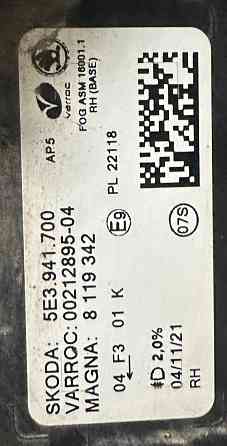 varroc
FOG ASM 16001.1
RH (BASE)
AP5
SKODA: 5E3.941.700
VARRQC: 00212895-04
MAGNA: 8 119 342
PL 22118
E9
04 F3 01 K
07S
D 2,0%
04/11/21
RH